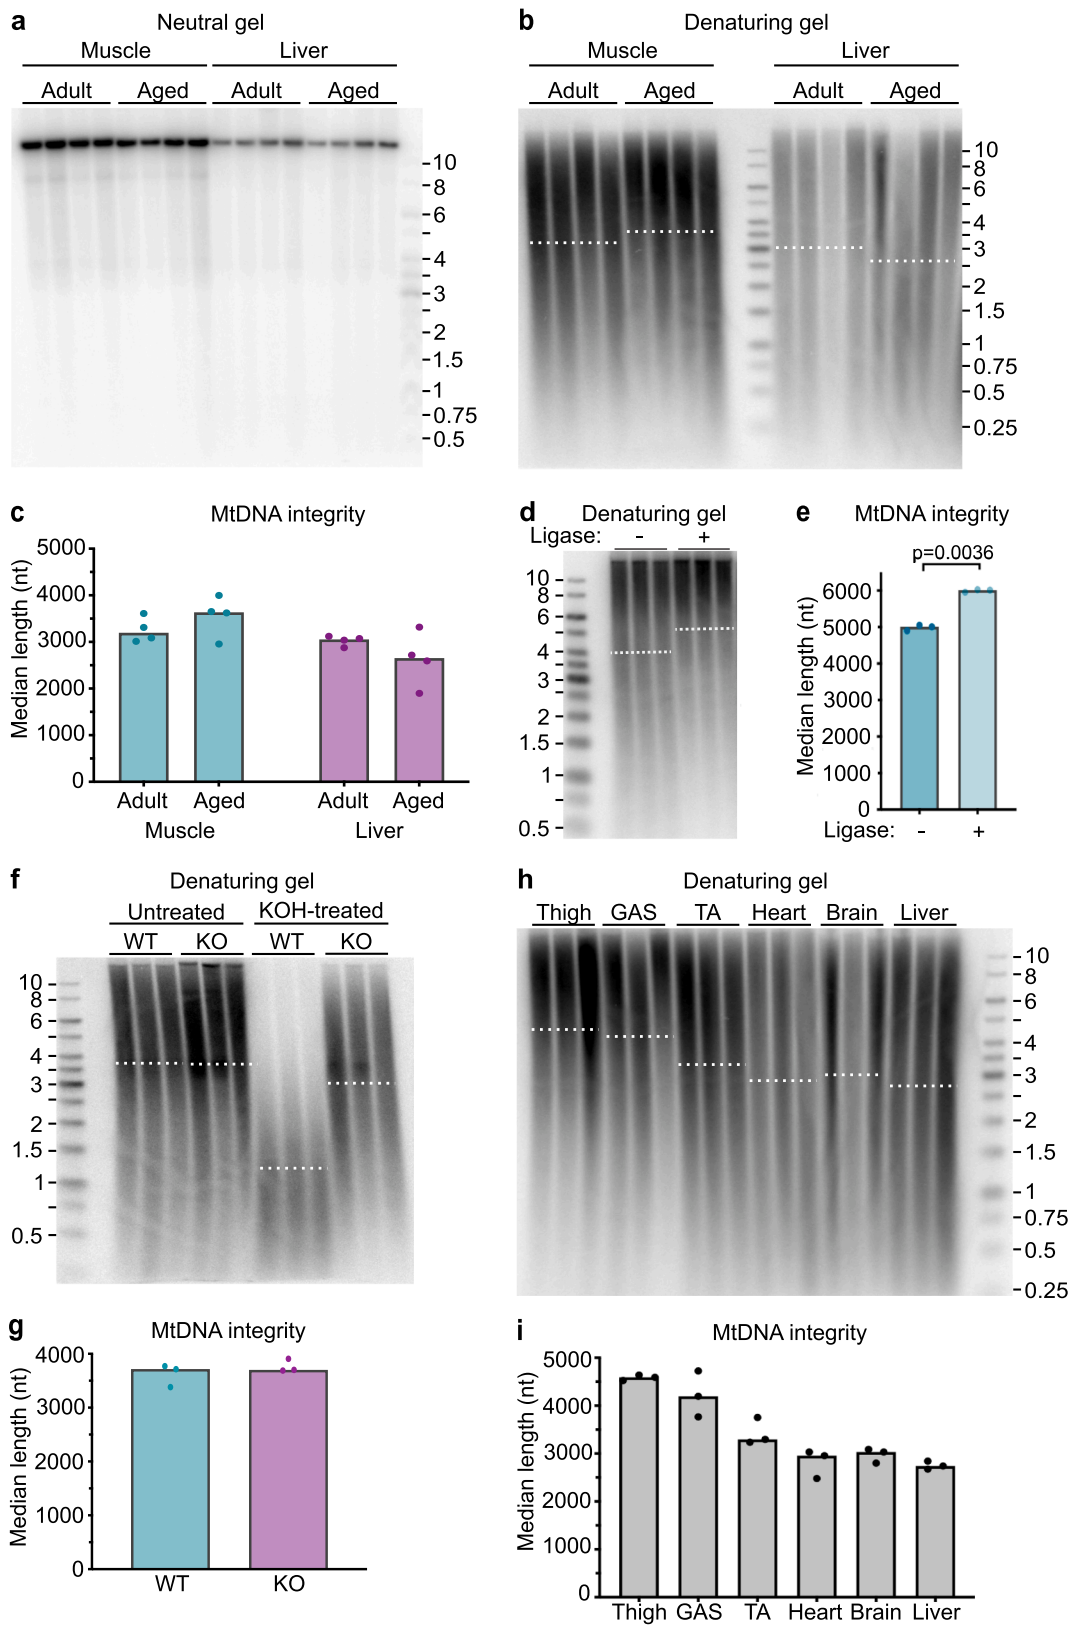 a
Neutral gel
Muscle
Liver
Adult
Aged
Adult
Aged
10
8
6
4
3
2
1.5
1
0.75
0.5
b
Denaturing gel
Muscle
Liver
Adult
Aged
Adult
Aged
10
8
6
4
3
2
1.5
1
0.75
0.5
0.25
c
MtDNA integrity
Median length (nt)
5000
4000
3000
2000
1000
0
Adult
Aged
Adult
Aged
Muscle
Liver
d
Denaturing gel
Ligase:
-
+
10
8
6
4
3
2
1.5
1
0.5
e
MtDNA integrity
p=0.0036
Median length (nt)
6000
5000
4000
3000
2000
1000
0
Ligase:
-
+
f
Denaturing gel
Untreated
KOH-treated
WT
KO
WT
KO
10
8
6
4
3
2
1.5
1
0.5
g
MtDNA integrity
Median length (nt)
4000
3000
2000
1000
0
WT
KO
h
Denaturing gel
Thigh
GAS
TA
Heart
Brain
Liver
10
8
6
4
3
2
1.5
1
0.75
0.5
0.25
i
MtDNA integrity
Median length (nt)
5000
4000
3000
2000
1000
0
Thigh
GAS
TA
Heart
Brain
Liver